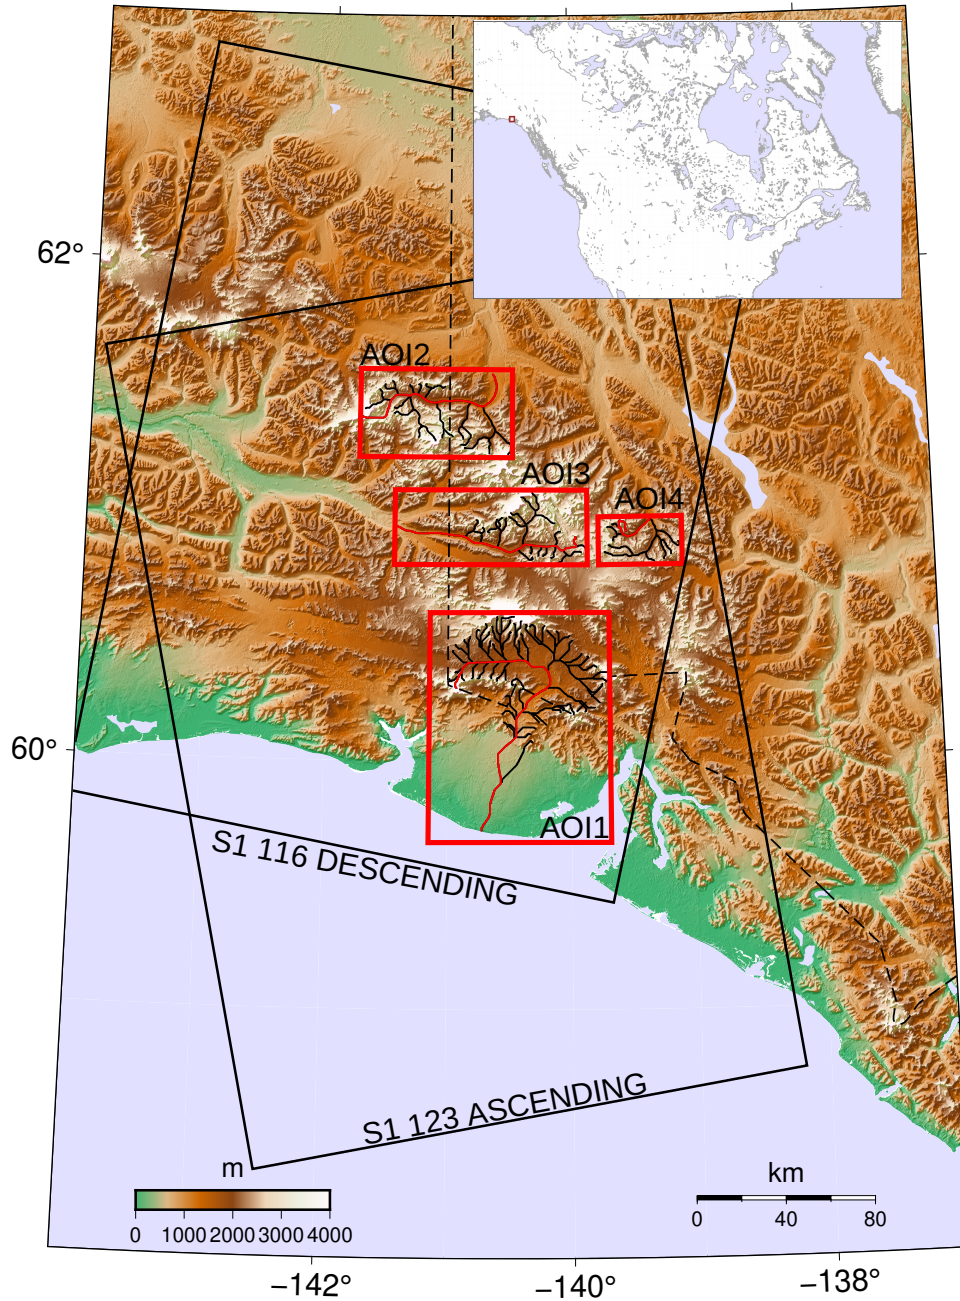 62°
AOI2
AOI3
AOI4
60°
AOI1
S1 116 DESCENDING
S1 123 ASCENDING
m
km
0 1000 2000 3000 4000
0 40 80
−142° −140° −138°